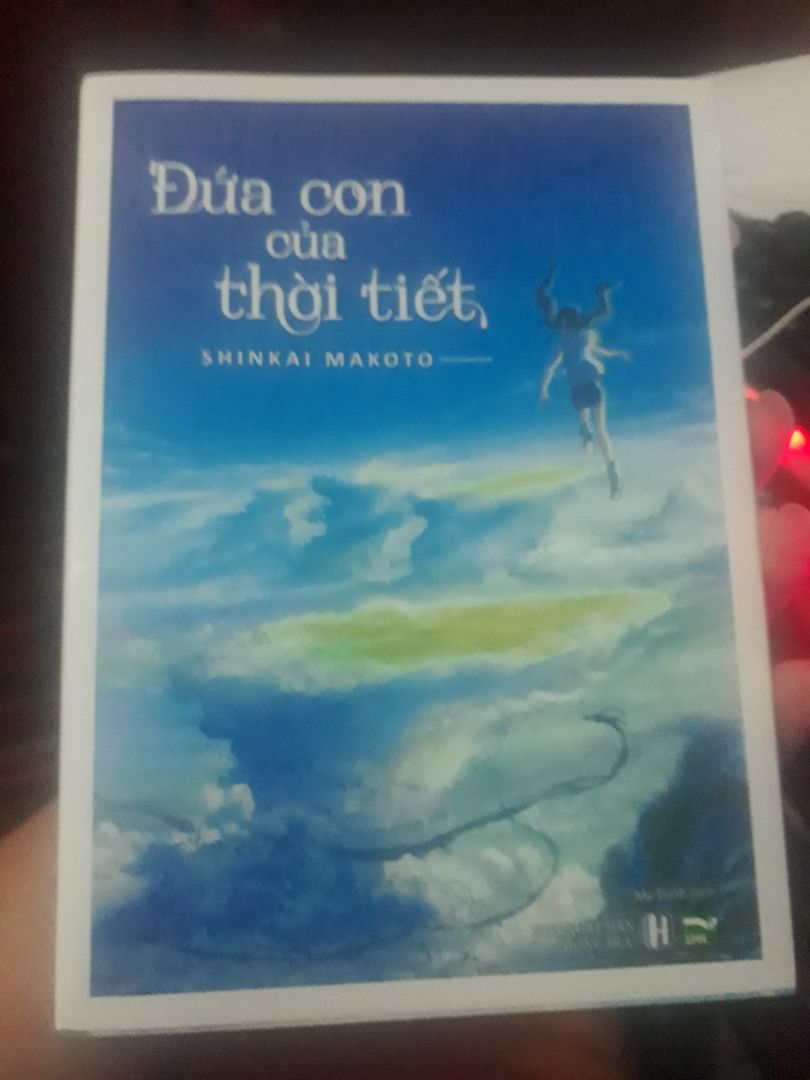 Đứa con
của
thời tiết
SHINKAI MAKOTO